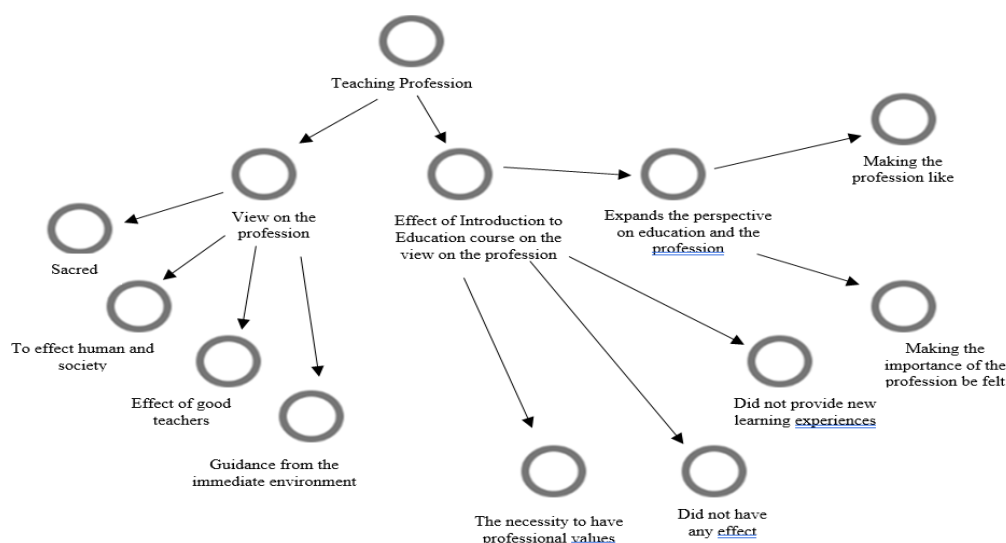 Teaching Profession
Making the
profession like
View on the
profession
Effect of Introduction to
Education course on the
view on the profession
Expands the perspective
on education and the
profession
Sacred
To effect human and
society
Effect of good
teachers
Guidance from the
immediate environment
Making the
importance of the
profession be felt
Did not provide new
learning experiences
The necessity to have
professional values
Did not have
any effect